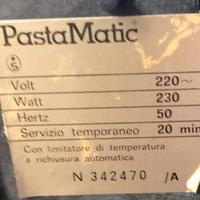 PastaMatic®
S
Volt 220~
Watt 230
Hertz 50
Servizio temporaneo 20 min
Con limitatore di temperatura
a richiusura automatica.
N 342470 /A